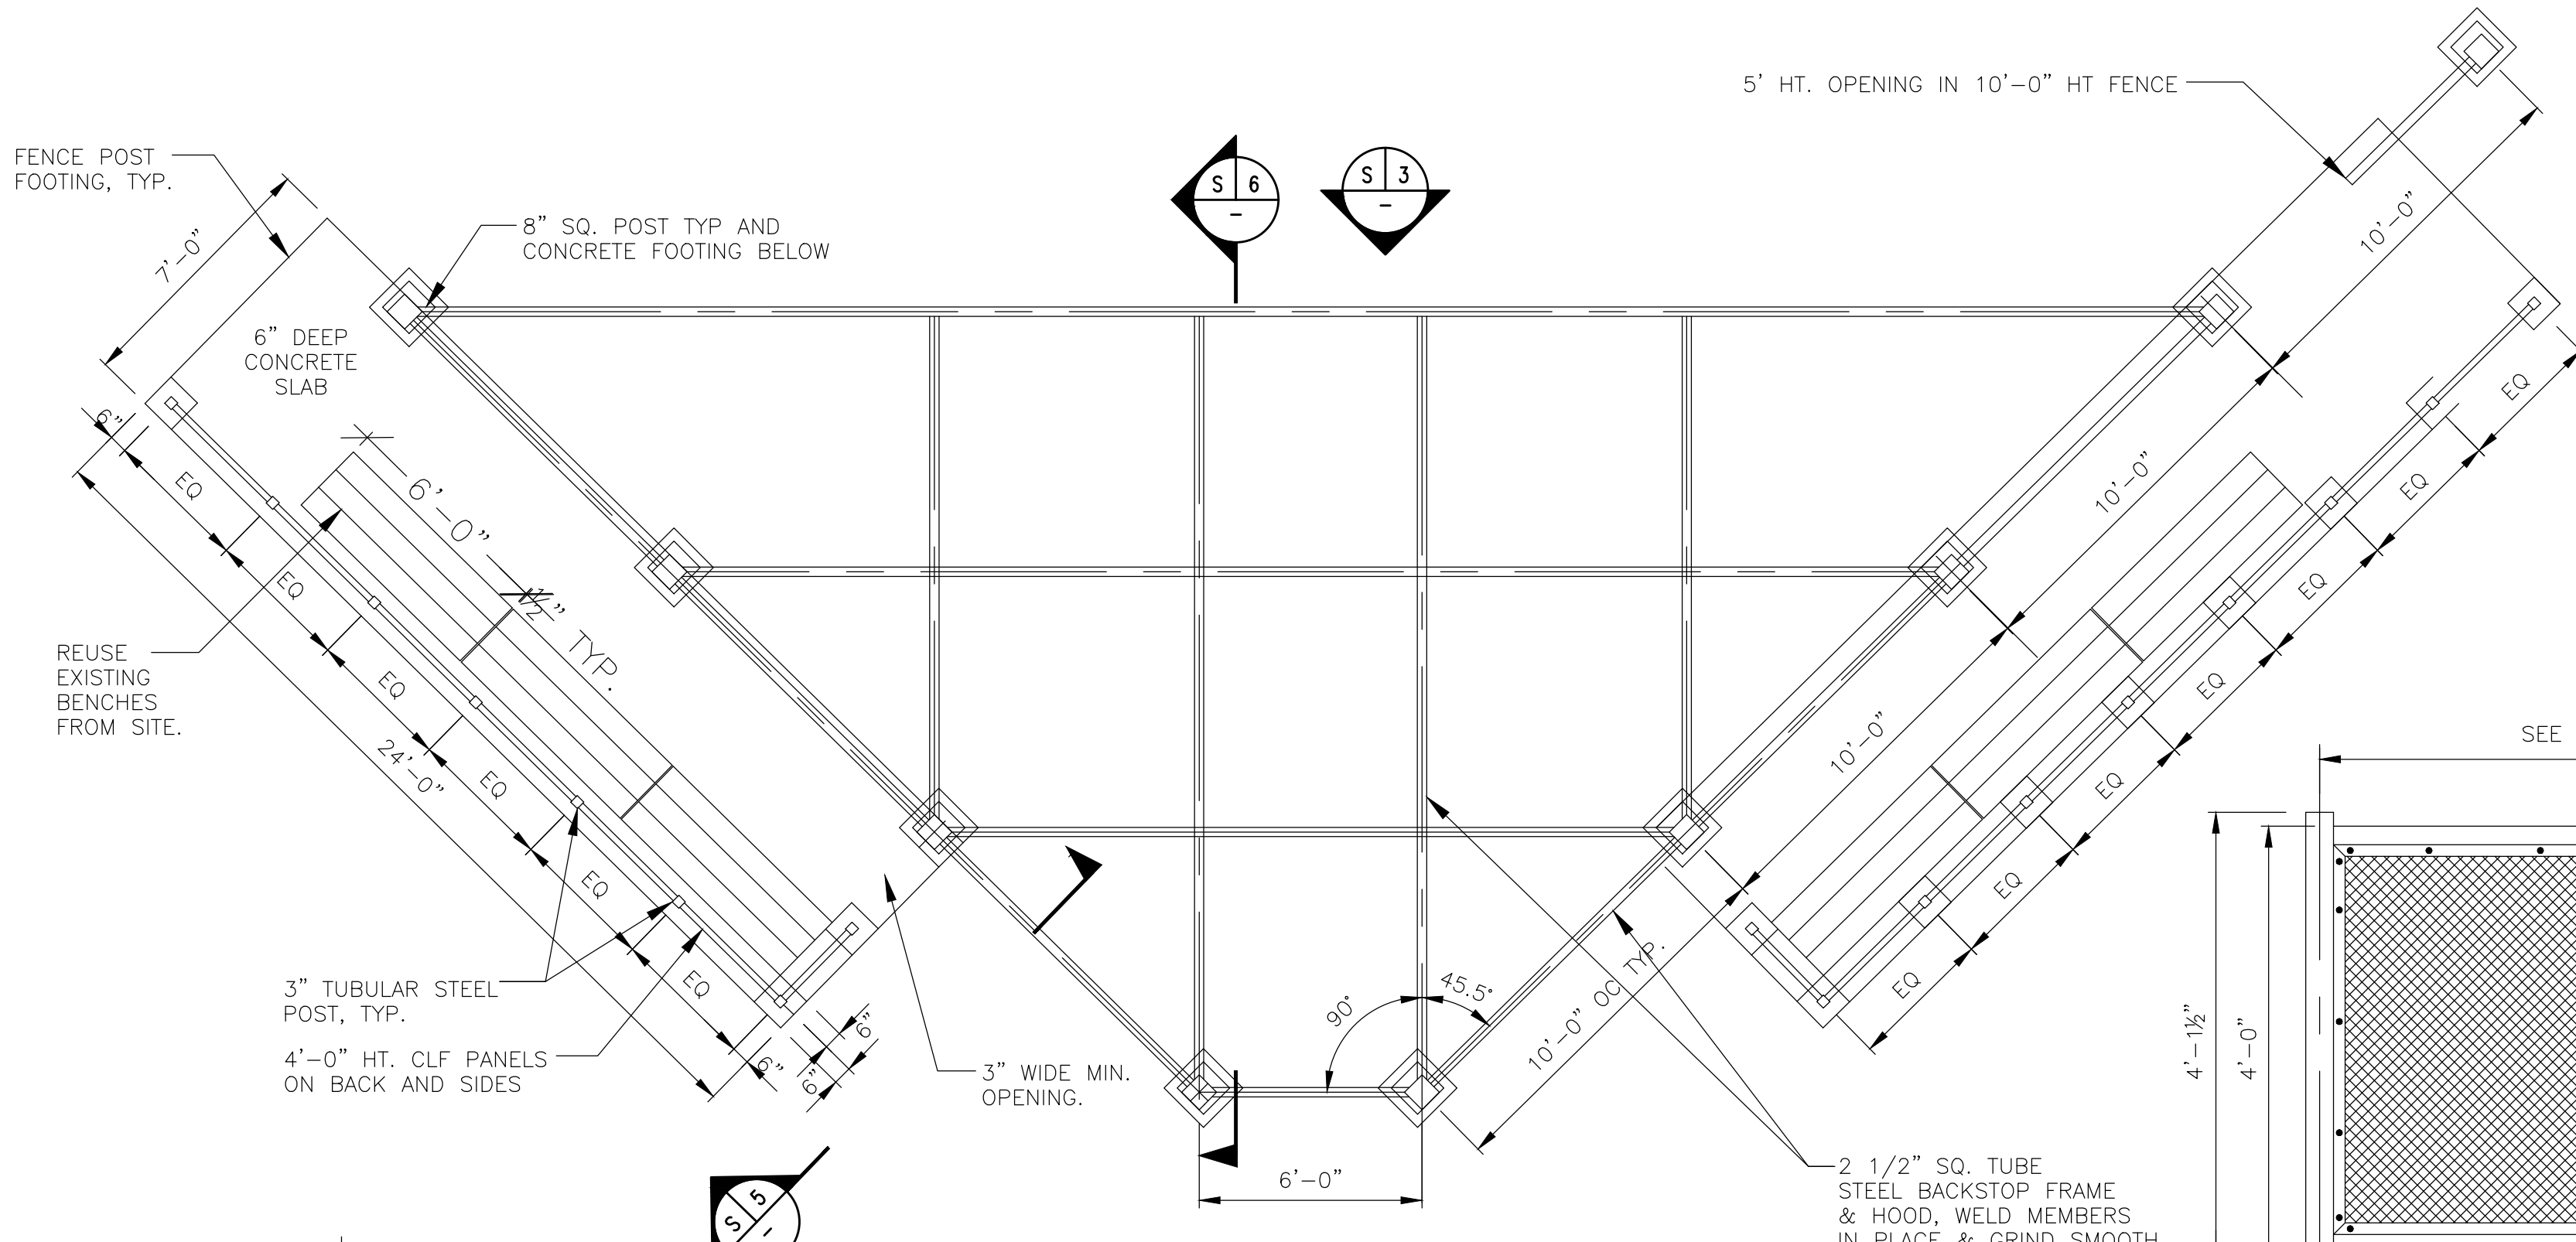 5' HT. OPENING IN 10'-0" HT FENCE
FENCE POST
FOOTING, TYP.
8" SQ. POST TYP AND
CONCRETE FOOTING BELOW
S 6
-
S 3
-
7'-0"
6" DEEP
CONCRETE
SLAB
10'-0"
6"
EQ
EQ
EQ
EQ
EQ
EQ
24'-0"
6'-0"
1/2" TYP.
REUSE
EXISTING
BENCHES
FROM SITE.
10'-0"
10'-0"
EQ
EQ
EQ
EQ
EQ
EQ
EQ
SEE
3" TUBULAR STEEL
POST, TYP.
4'-0" HT. CLF PANELS
ON BACK AND SIDES
6"
6"
6"
3" WIDE MIN.
OPENING.
90°
45.5°
10'-0" OC TYP.
4'-1½"
4'-0"
6'-0"
S 5
-
2 1/2" SQ. TUBE
STEEL BACKSTOP FRAME
& HOOD, WELD MEMBERS
IN PLACE & GRIND SMOOTH